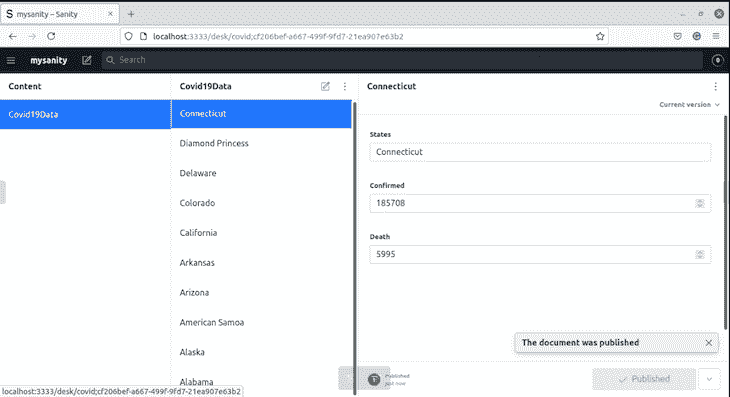 S mysanity – Sanity
localhost:3333/desk/covid;cf206bef-a667-499f-9fd7-21ea907e63b2
mysanity
Search
Content
Covid19Data
Covid19Data
Connecticut
Diamond Princess
Delaware
Colorado
California
Arkansas
Arizona
American Samoa
Alaska
Alabama
Connecticut
Current version
States
Connecticut
Confirmed
185708
Death
5995
The document was published
Published
just now
Published
localhost:3333/desk/covid;cf206bef-a667-499f-9fd7-21ea907e63b2